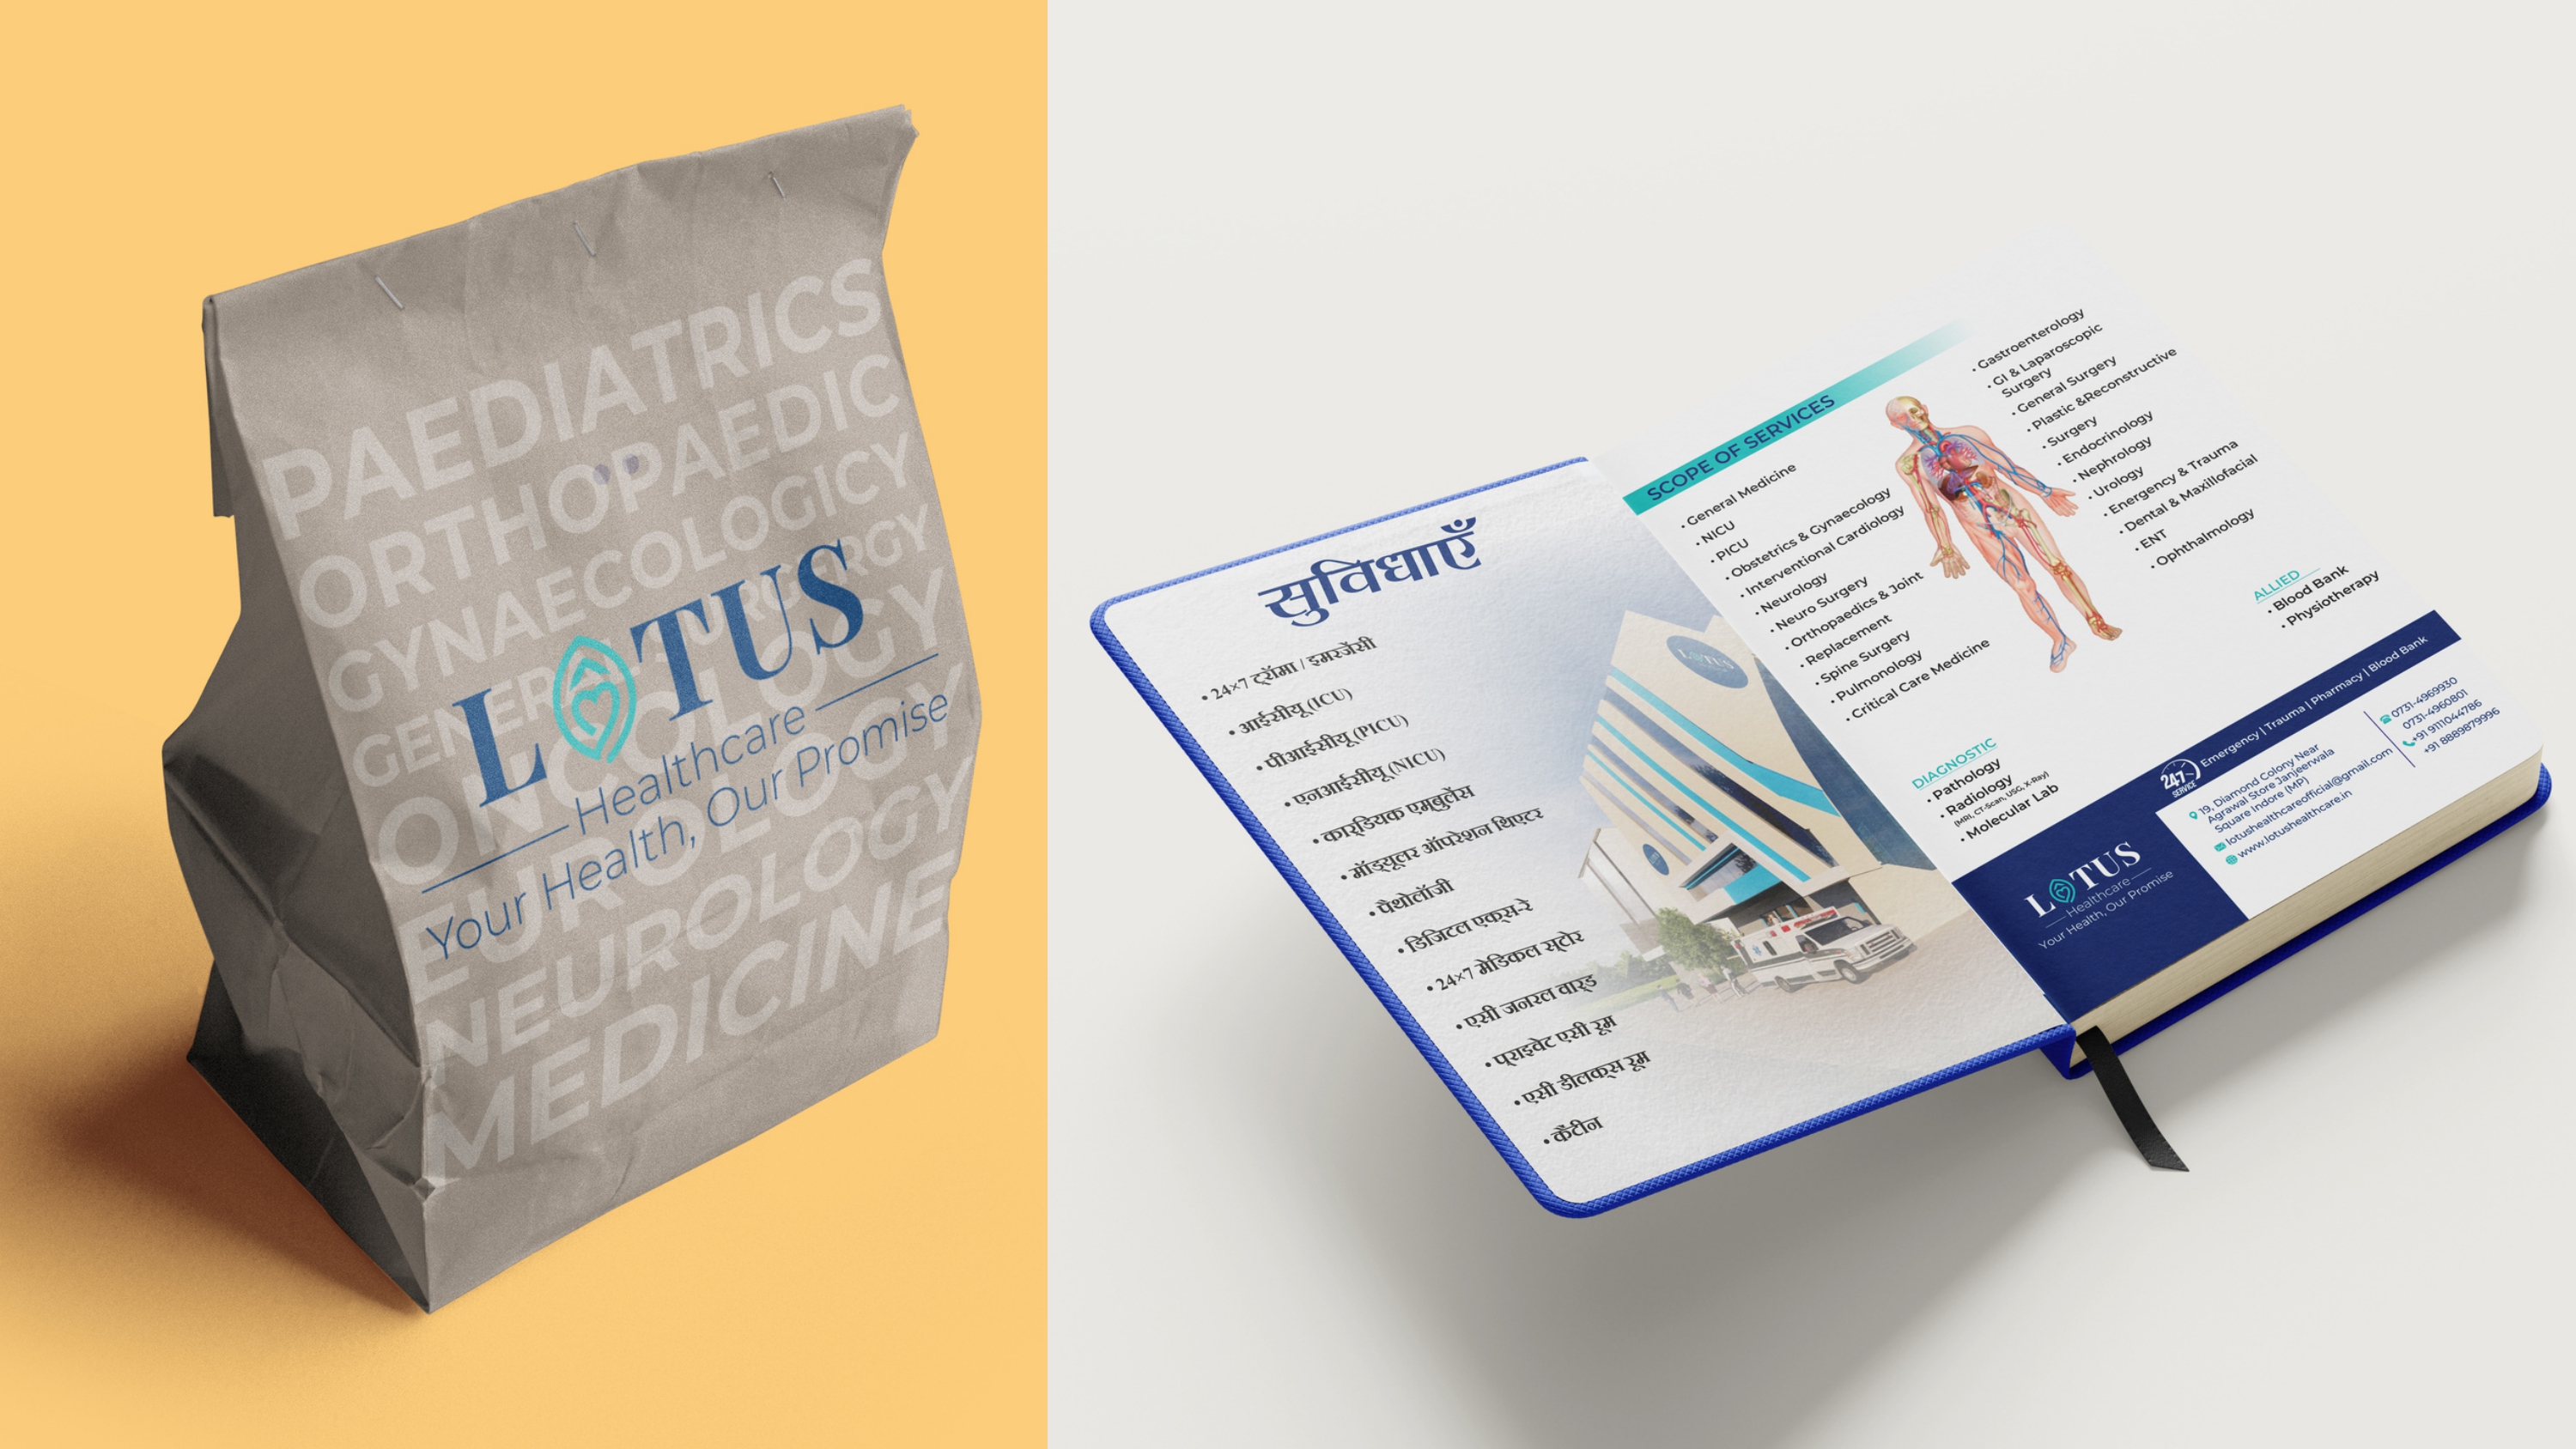 PAEDIATRICS
ORTHOPAEDIC
GYNAECOLOGICY
GENERAL SURGERGY
ONCOLOGY
EUROLOGY
NEUROLOGY
MEDICINE
LOTUS
Healthcare
Your Health, Our Promise
सुविधाएँ
• 24×7 ट्रॉमा / इमरजेंसी
• आईसीयू (ICU)
• पीआईसीयू (PICU)
• एनआईसीयू (NICU)
• कार्डियक एम्बुलेंस
• मॉड्यूलर ऑपरेशन थिएटर
• पैथोलॉजी
• डिजिटल एक्स-रे
• 24×7 मेडिकल स्टोर
• एसी जनरल वार्ड
• प्राइवेट एसी रूम
• एसी डीलक्स रूम
• कैंटीन
LOTUS
SCOPE OF SERVICES
• General Medicine
• NICU
• PICU
• Obstetrics & Gynaecology
• Interventional Cardiology
• Neurology
• Neuro Surgery
• Orthopaedics & Joint
• Replacement
• Spine Surgery
• Pulmonology
• Critical Care Medicine
• Gastroenterology
• GI & Laparoscopic
Surgery
• General Surgery
• Plastic &Reconstructive
• Surgery
• Endocrinology
• Nephrology
• Urology
• Emergency & Trauma
• Dental & Maxillofacial
• ENT
• Ophthalmology
DIAGNOSTIC
• Pathology
• Radiology
(MRI, CT-Scan, USG, X-Ray)
• Molecular Lab
ALLIED
• Blood Bank
• Physiotherapy
24/7
SERVICE
Emergency | Trauma | Pharmacy | Blood Bank
LOTUS
Healthcare
Your Health, Our Promise
19, Diamond Colony Near
Agrawal Store Janjeerwala
Square Indore (MP)
lotushealthcareofficial@gmail.com
www.lotushealthcare.in
0731-4969930
0731-4960801
+91 9111044786
+91 8889879996